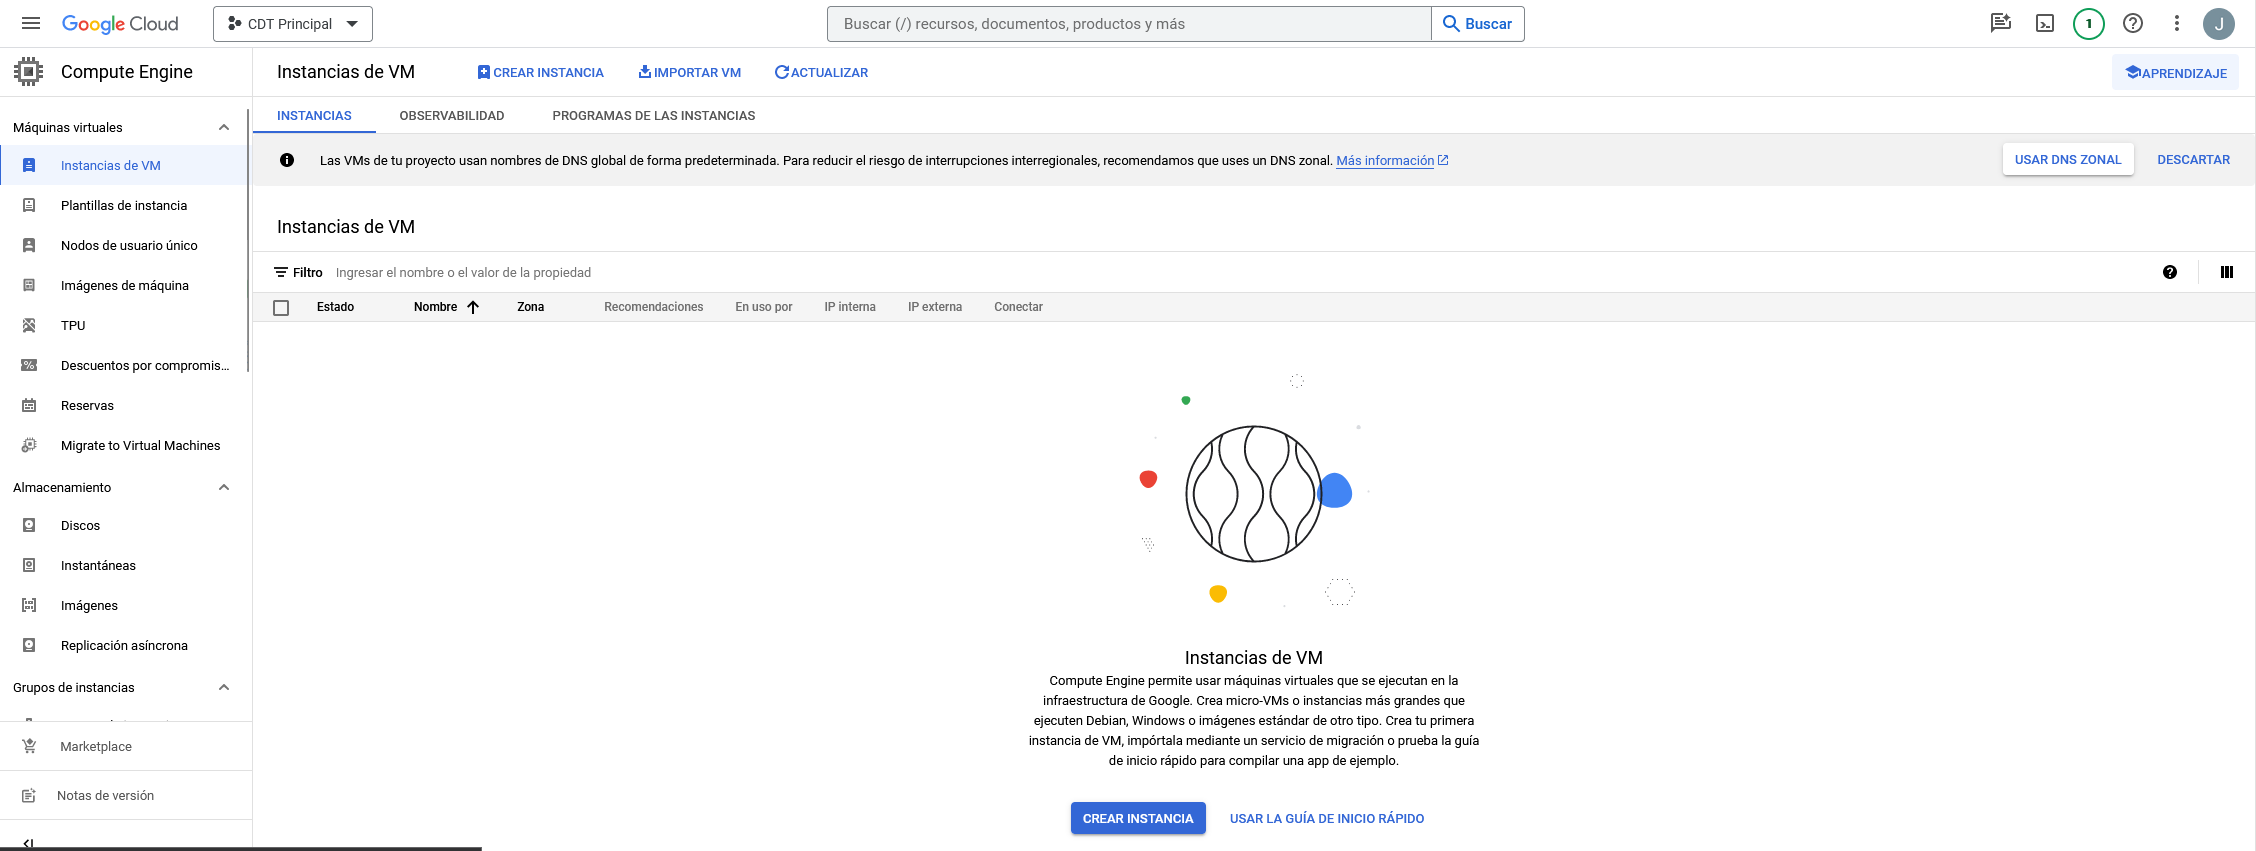 Google Cloud
CDT Principal
Buscar (/) recursos, documentos, productos y más
Buscar
1
J
Compute Engine
Instancias de VM
CREAR INSTANCIA
IMPORTAR VM
ACTUALIZAR
APRENDIZAJE
Máquinas virtuales
Instancias de VM
Plantillas de instancia
Nodos de usuario único
Imágenes de máquina
TPU
Descuentos por compromis...
Reservas
Migrate to Virtual Machines
Almacenamiento
Discos
Instantáneas
Imágenes
Replicación asíncrona
Grupos de instancias
Marketplace
Notas de versión
INSTANCIAS
OBSERVABILIDAD
PROGRAMAS DE LAS INSTANCIAS
Las VMs de tu proyecto usan nombres de DNS global de forma predeterminada. Para reducir el riesgo de interrupciones interregionales, recomendamos que uses un DNS zonal. Más información
USAR DNS ZONAL
DESCARTAR
Instancias de VM
Filtro
Ingresar el nombre o el valor de la propiedad
Estado
Nombre
Zona
Recomendaciones
En uso por
IP interna
IP externa
Conectar
Instancias de VM
Compute Engine permite usar máquinas virtuales que se ejecutan en la
infraestructura de Google. Crea micro-VMs o instancias más grandes que
ejecuten Debian, Windows o imágenes estándar de otro tipo. Crea tu primera
instancia de VM, impórtala mediante un servicio de migración o prueba la guía
de inicio rápido para compilar una app de ejemplo.
CREAR INSTANCIA
USAR LA GUÍA DE INICIO RÁPIDO